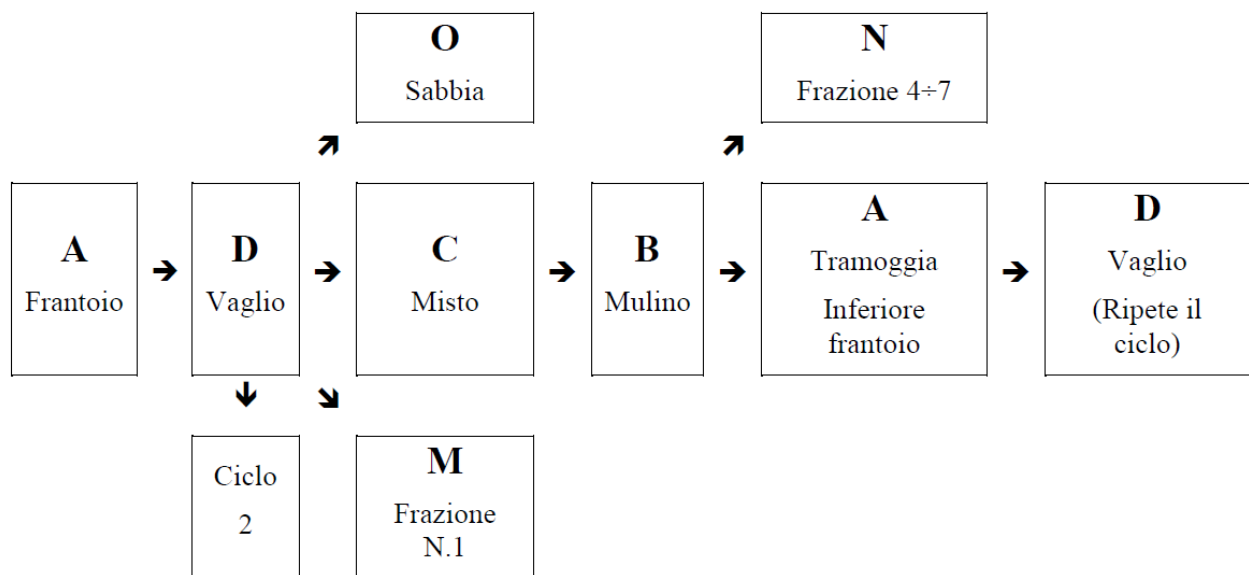 O
Sabbia
N
Frazione 4÷7
A
Frantoio
D
Vaglio
C
Misto
B
Mulino
A
Tramoggia
Inferiore
frantoio
D
Vaglio
(Ripete il
ciclo)
Ciclo
2
M
Frazione
N.1